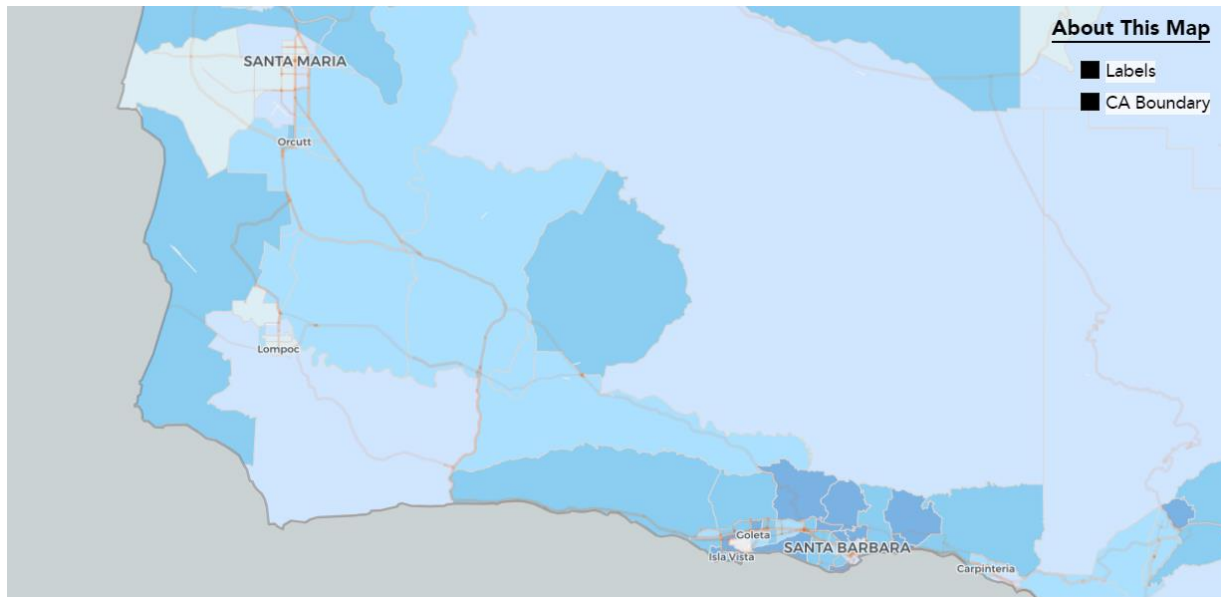 About This Map
Labels
CA Boundary
SANTA MARIA
Orcutt
Lompoc
Goleta
SANTA BARBARA
Isla Vista
Carpinteria